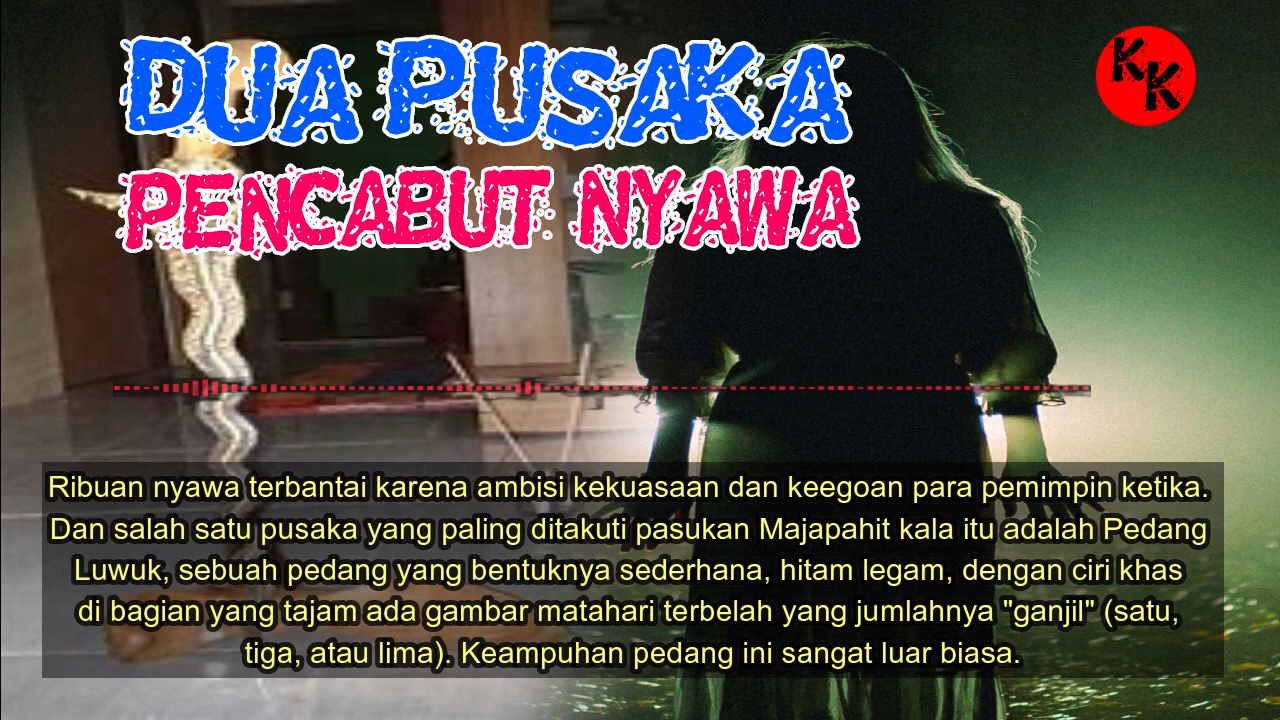 DUA PUSAKA
PENCABUT NYAWA
KK
Ribuan nyawa terbantai karena ambisi kekuasaan dan keegoan para pemimpin ketika.
Dan salah satu pusaka yang paling ditakuti pasukan Majapahit kala itu adalah Pedang
Luwuk, sebuah pedang yang bentuknya sederhana, hitam legam, dengan ciri khas
di bagian yang tajam ada gambar matahari terbelah yang jumlahnya "ganjil" (satu,
tiga, atau lima). Keampuhan pedang ini sangat luar biasa.